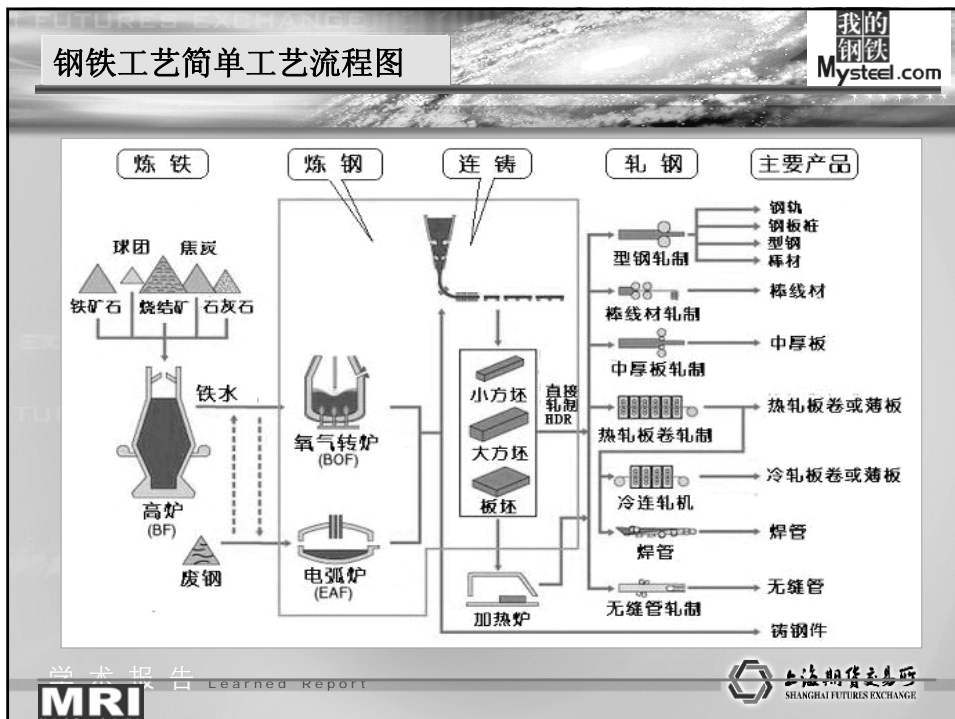 FUTURES EXCHANGE
我的
钢铁
Mysteel.com
钢铁工艺简单工艺流程图
炼铁
炼钢
连铸
轧钢
主要产品
球团
焦炭
铁矿石
烧结矿
石灰石
铁水
高炉
(BF)
废钢
氧气转炉
(BOF)
电弧炉
(EAF)
小方坯
大方坯
板坯
直接
轧制
HDR
加热炉
型钢轧制
棒线材轧制
中厚板轧制
热轧板卷轧制
冷连轧机
焊管
无缝管轧制
钢轨
钢板桩
型钢
棒材
棒线材
中厚板
热轧板卷或薄板
冷轧板卷或薄板
焊管
无缝管
铸钢件
学术报告 Learned Report
MRI
上海期货交易所
SHANGHAI FUTURES EXCHANGE